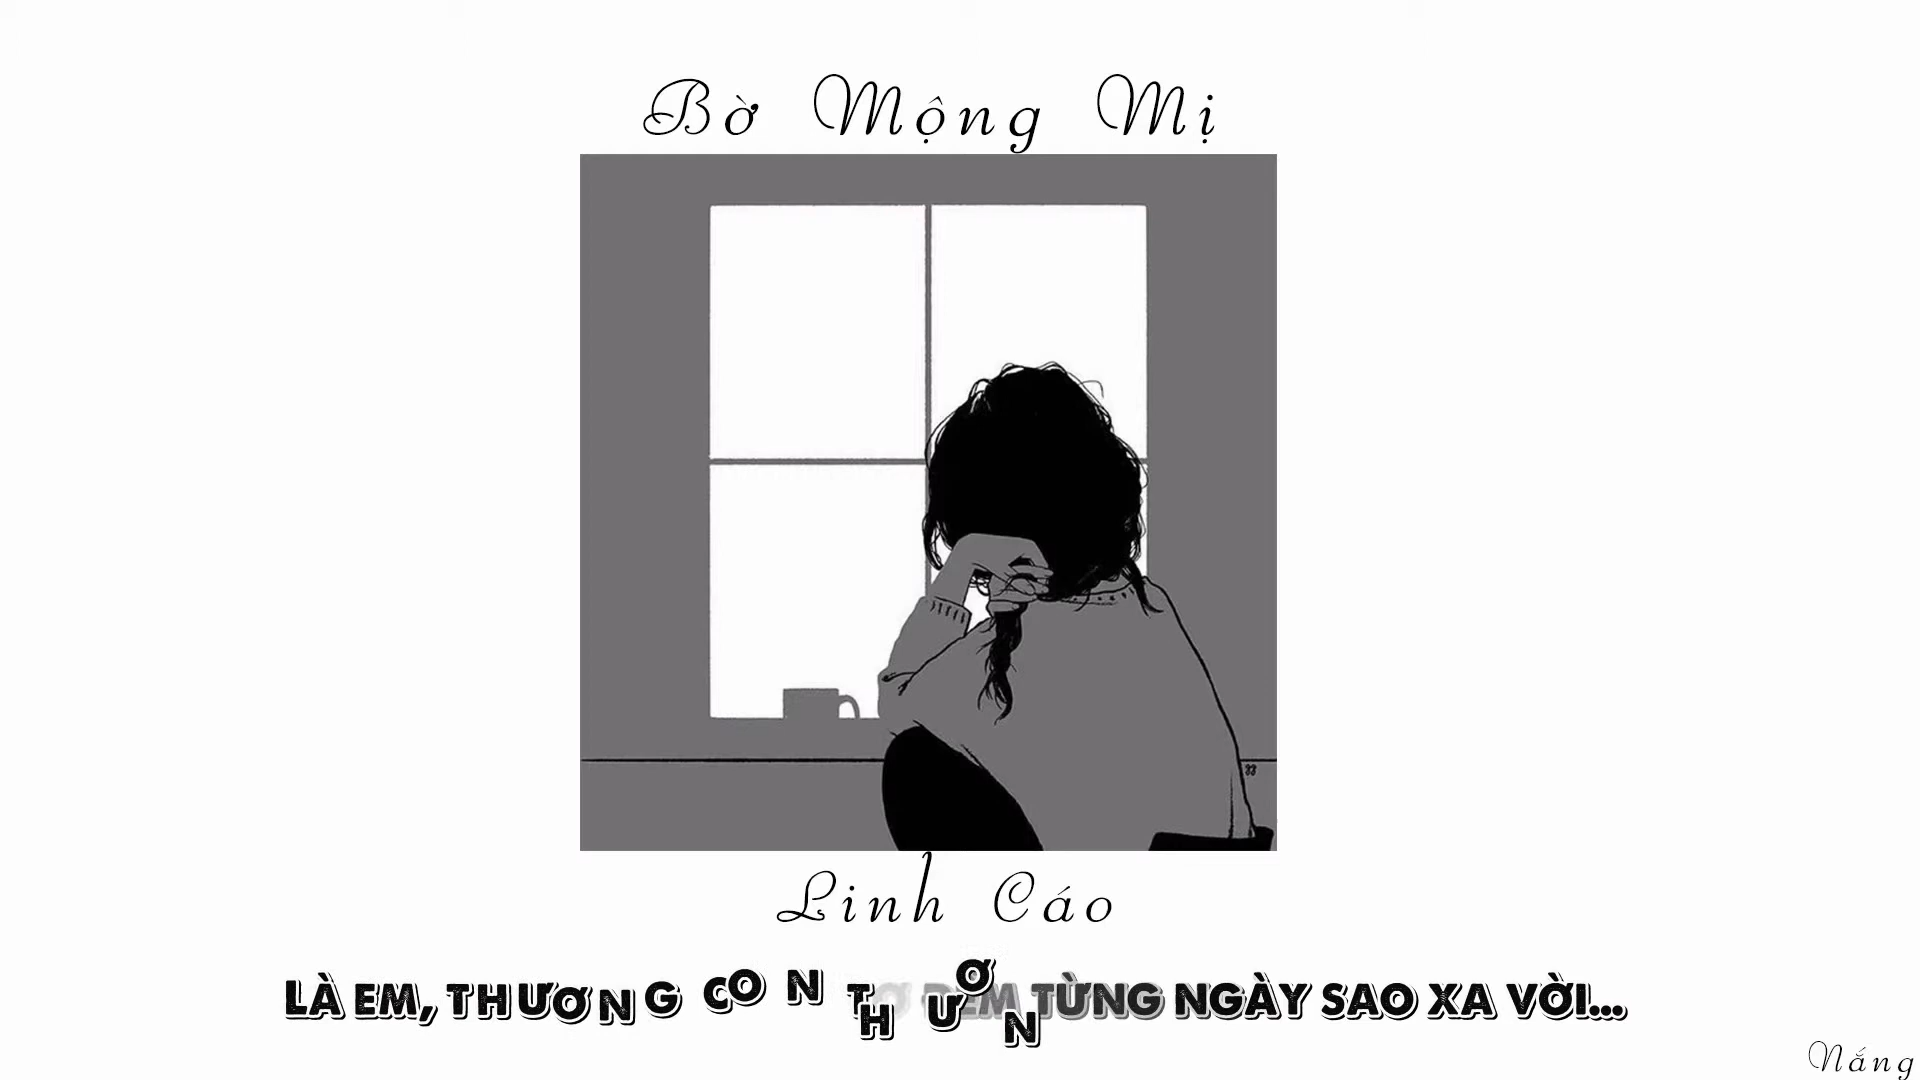 Bờ Mộng Mị
Linh Cáo
LÀ EM, THƯƠNG CON THƯƠN TỪNG NGÀY SAO XA VỜI...
Nắng